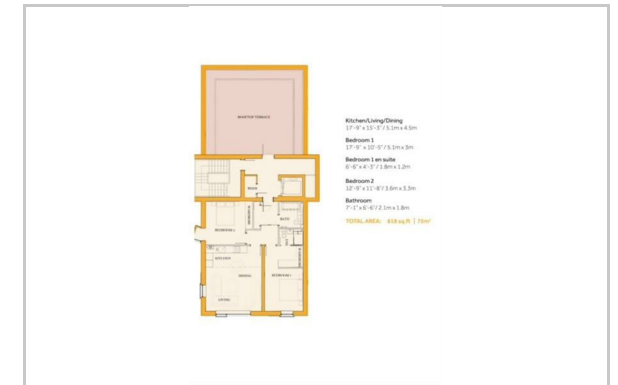 ROOFTOP TERRACE
Kitchen/Living/Dining
17'-9" x 15'-3" / 5.1m x 4.5m
Bedroom 1
17'-9" x 10'-5" / 5.1m x 3m
Bedroom 1 en suite
6'-6" x 4'-3" / 1.8m x 1.2m
Bedroom 2
12'-9" x 11'-8" / 3.6m x 3.3m
Bathroom
7'-1" x 6'-6" / 2.1m x 1.8m
TOTAL AREA: 818 sq ft | 75m²
BATH
BEDROOM 2
KITCHEN
DINING
BEDROOM 1
LIVING